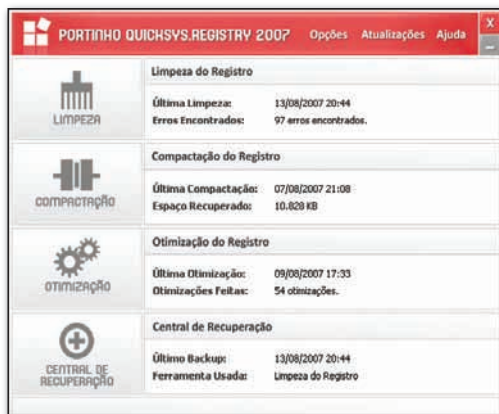 PORTINHO QUICKSYS.REGISTRY 2007 Opções Atualizações Ajuda X
LIMPEZA
Limpeza do Registro
Última Limpeza: 13/08/2007 20:44
Erros Encontrados: 97 erros encontrados.
COMPACTAÇÃO
Compactação do Registro
Última Compactação: 07/08/2007 21:08
Espaço Recuperado: 10.828 KB
OTIMIZAÇÃO
Otimização do Registro
Última Otimização: 09/08/2007 17:33
Otimizações Feitas: 54 otimizações.
CENTRAL DE
RECUPERAÇÃO
Central de Recuperação
Último Backup: 13/08/2007 20:44
Ferramenta Usada: Limpeza do Registro